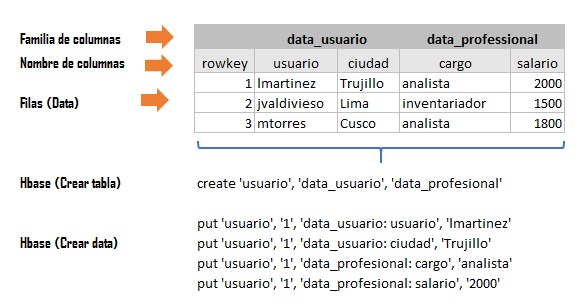 Familia de columnas data_usuario data_professional
Nombre de columnas rowkey usuario ciudad cargo salario
1 lmartinez Trujillo analista 2000
Filas (Data) 2 jvaldivieso Lima inventariador 1500
3 mtorres Cusco analista 1800
Hbase (Crear tabla) create 'usuario', 'data_usuario', 'data_profesional'
put 'usuario', '1', 'data_usuario: usuario', 'lmartinez'
Hbase (Crear data) put 'usuario', '1', 'data_usuario: ciudad', 'Trujillo'
put 'usuario', '1', 'data_profesional: cargo', 'analista'
put 'usuario', '1', 'data_profesional: salario', '2000'